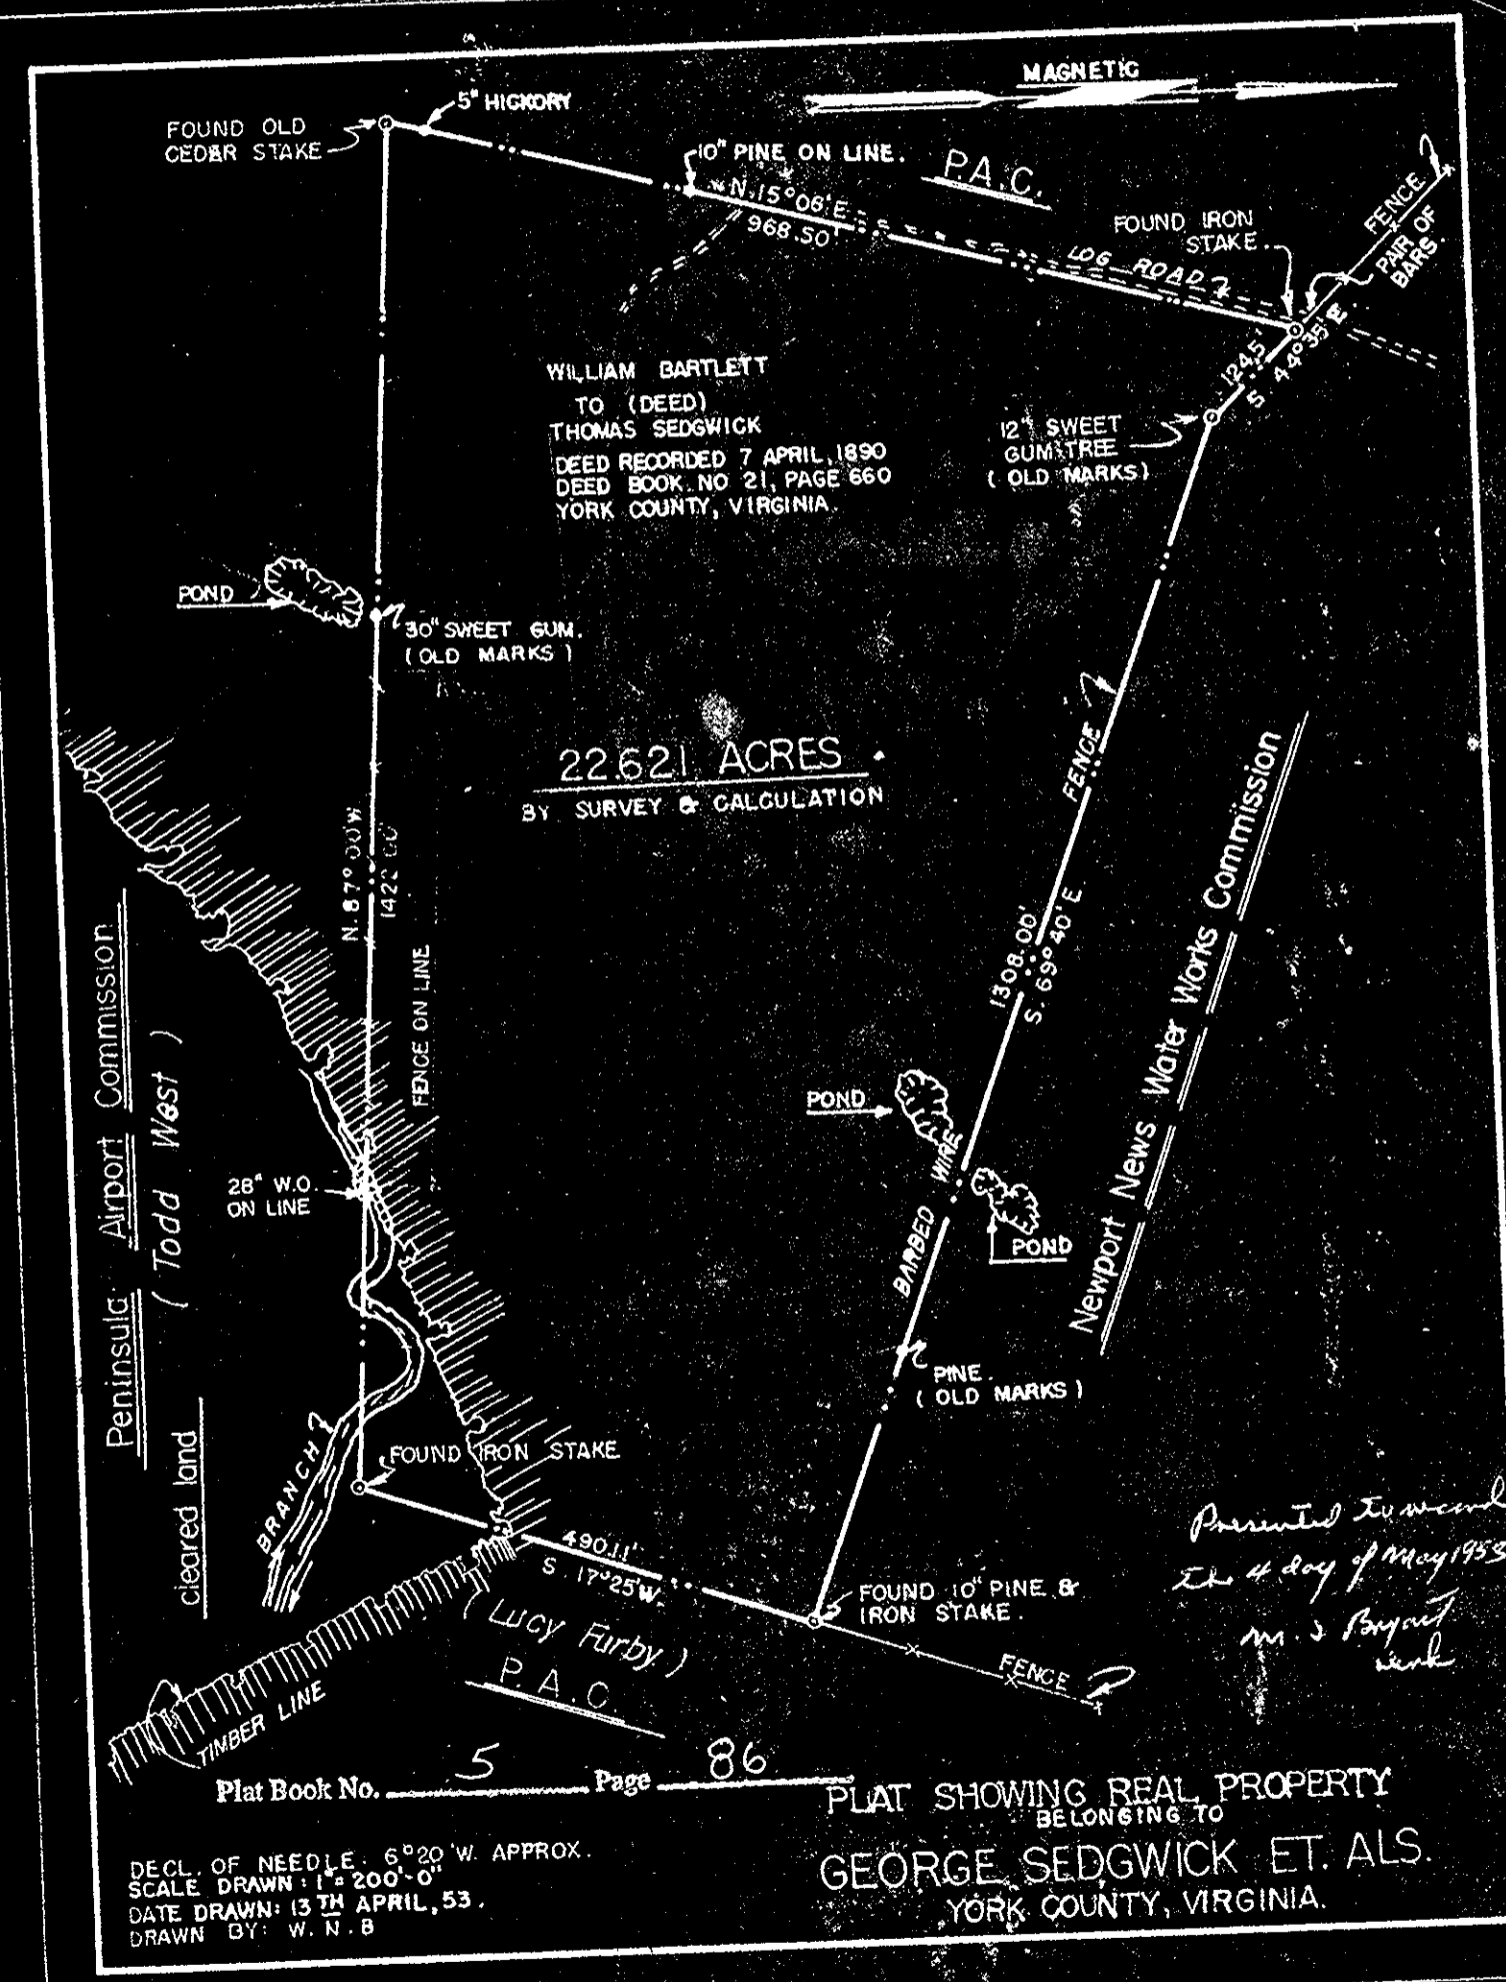 MAGNETIC
5" HICKORY
FOUND OLD
CEDAR STAKE
10" PINE ON LINE.
P.A.C.
N. 15° 06' E
968.50'
FOUND IRON
STAKE.
LOG ROAD
FENCE.
PAIR OF
BARS.
124.5'
S. 44° 35' E.
12" SWEET
GUM TREE
(OLD MARKS)
WILLIAM BARTLETT
TO (DEED)
THOMAS SEDGWICK
DEED RECORDED 7 APRIL, 1890
DEED BOOK. NO 21, PAGE 660
YORK COUNTY, VIRGINIA.
POND
30" SWEET GUM.
(OLD MARKS)
22.621 ACRES
BY SURVEY & CALCULATION
FENCE
N. 87° 00' W
FENCE ON LINE
1308.00'
S. 69° 40' E
Newport News Water Works Commission
Peninsula Airport Commission
(Todd West)
cleared land
POND
BARBED WIRE
POND
28" W.O.
ON LINE
PINE.
(OLD MARKS)
BRANCH
FOUND IRON STAKE
490.11'
S. 17° 25' W.
(Lucy Furby)
P. A. C.
FOUND 10" PINE &
IRON STAKE.
FENCE
TIMBER LINE
Presented to record
the 4 day of May 1953
M. S Bryant
Plat Book No. 5 Page 86
PLAT SHOWING REAL PROPERTY
BELONGING TO
GEORGE SEDGWICK ET. ALS.
YORK COUNTY, VIRGINIA.
DECL. OF NEEDLE. 6° 20' W. APPROX.
SCALE DRAWN: 1" = 200'-0"
DATE DRAWN: 13 TH APRIL, 53.
DRAWN BY: W. N. B